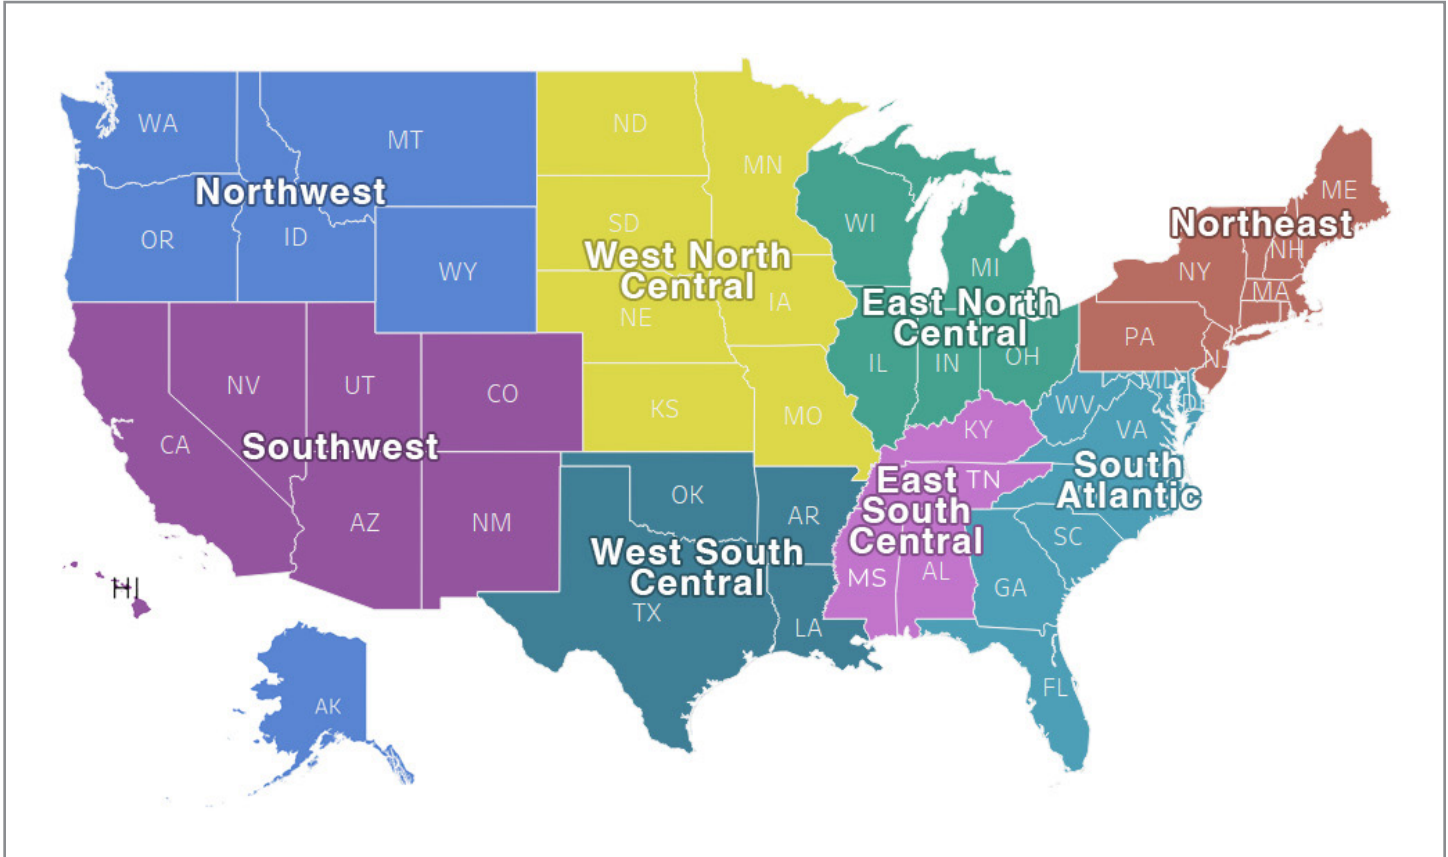 WA
MT
ND
MN
ME
Northwest
OR
ID
WY
SD
WI
MI
Northeast
NH
NY
MA
West North
Central
NE
IA
East North
Central
IL
IN
OH
PA
NJ
NV
UT
CO
KS
MO
KY
WV
MD
VA
CA
Southwest
AZ
NM
OK
AR
TN
East
South
Central
South
Atlantic
SC
West South
Central
TX
LA
MS
AL
GA
FL
HI
AK